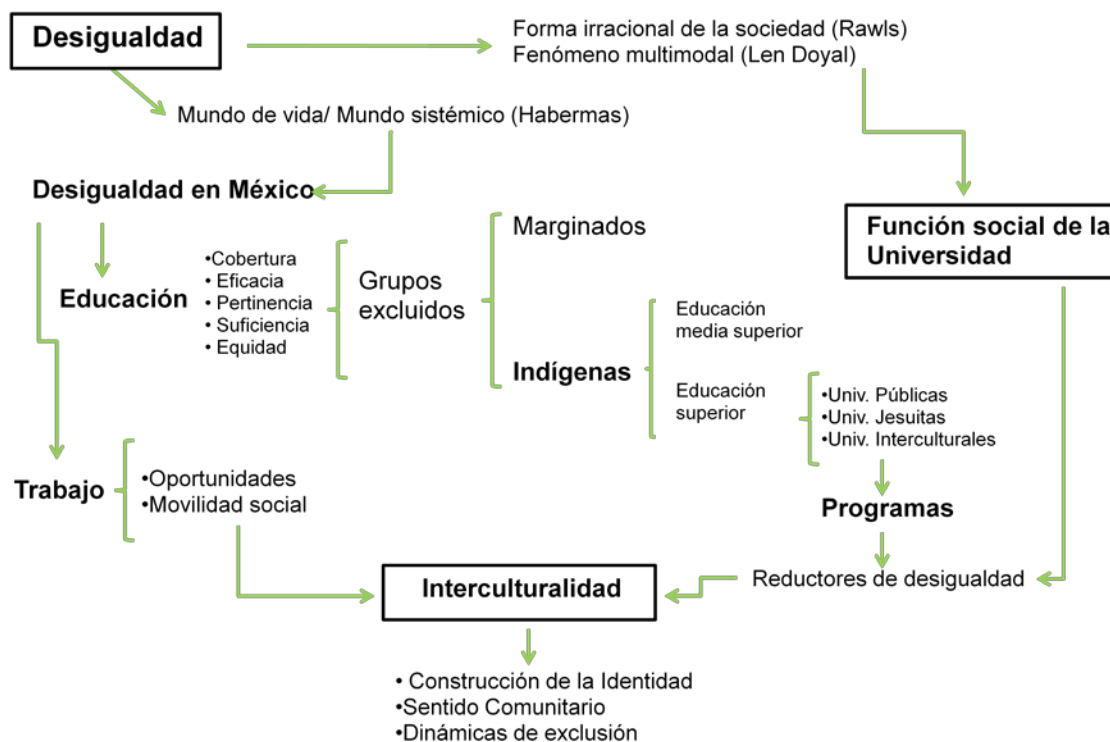 Desigualdad
Forma irracional de la sociedad (Rawls)
Fenómeno multimodal (Len Doyal)
Mundo de vida/ Mundo sistémico (Habermas)
Desigualdad en México
Función social de la
Universidad
Educación
•Cobertura
• Eficacia
• Pertinencia
• Suficiencia
• Equidad
Grupos
excluidos
Marginados
Indígenas
Educación
media superior
Educación
superior
•Univ. Públicas
•Univ. Jesuitas
•Univ. Interculturales
Trabajo
•Oportunidades
•Movilidad social
Programas
Reductores de desigualdad
Interculturalidad
• Construcción de la Identidad
•Sentido Comunitario
•Dinámicas de exclusión